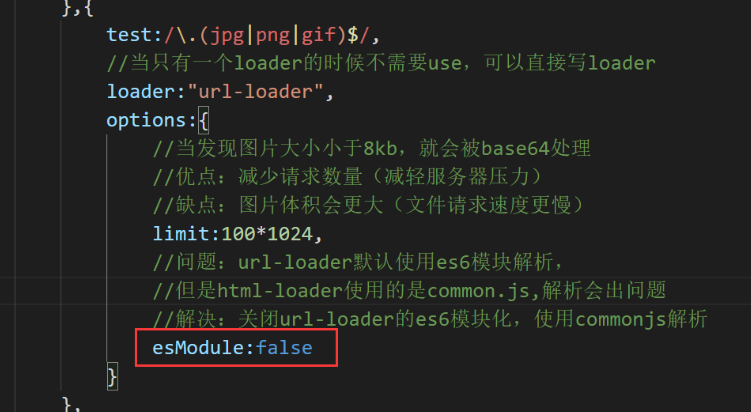 },{
test:/\.(jpg|png|gif)$/,
//当只有一个loader的时候不需要use，可以直接写loader
loader:"url-loader",
options:{
//当发现图片大小小于8kb，就会被base64处理
//优点：减少请求数量（减轻服务器压力）
//缺点：图片体积会更大（文件请求速度更慢）
limit:100*1024,
//问题：url-loader默认使用es6模块解析，
//但是html-loader使用的是common.js,解析会出问题
//解决：关闭url-loader的es6模块化，使用commonjs解析
esModule:false
}
},